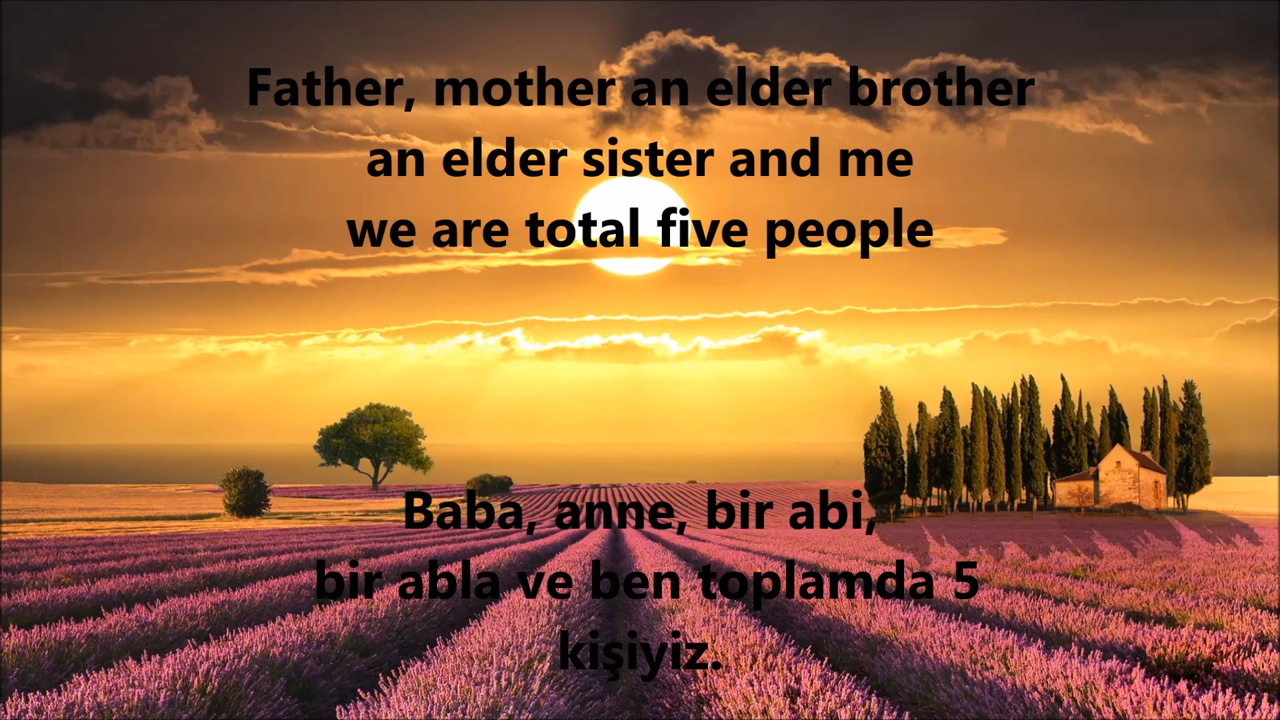 Father, mother an elder brother
an elder sister and me
we are total five people
Baba, anne, bir abi,
bir abla ve ben toplamda 5
kişiyiz.